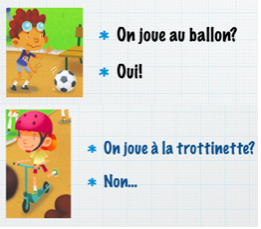 * On joue au ballon?
* Oui!
* On joue à la trottinette?
* Non...